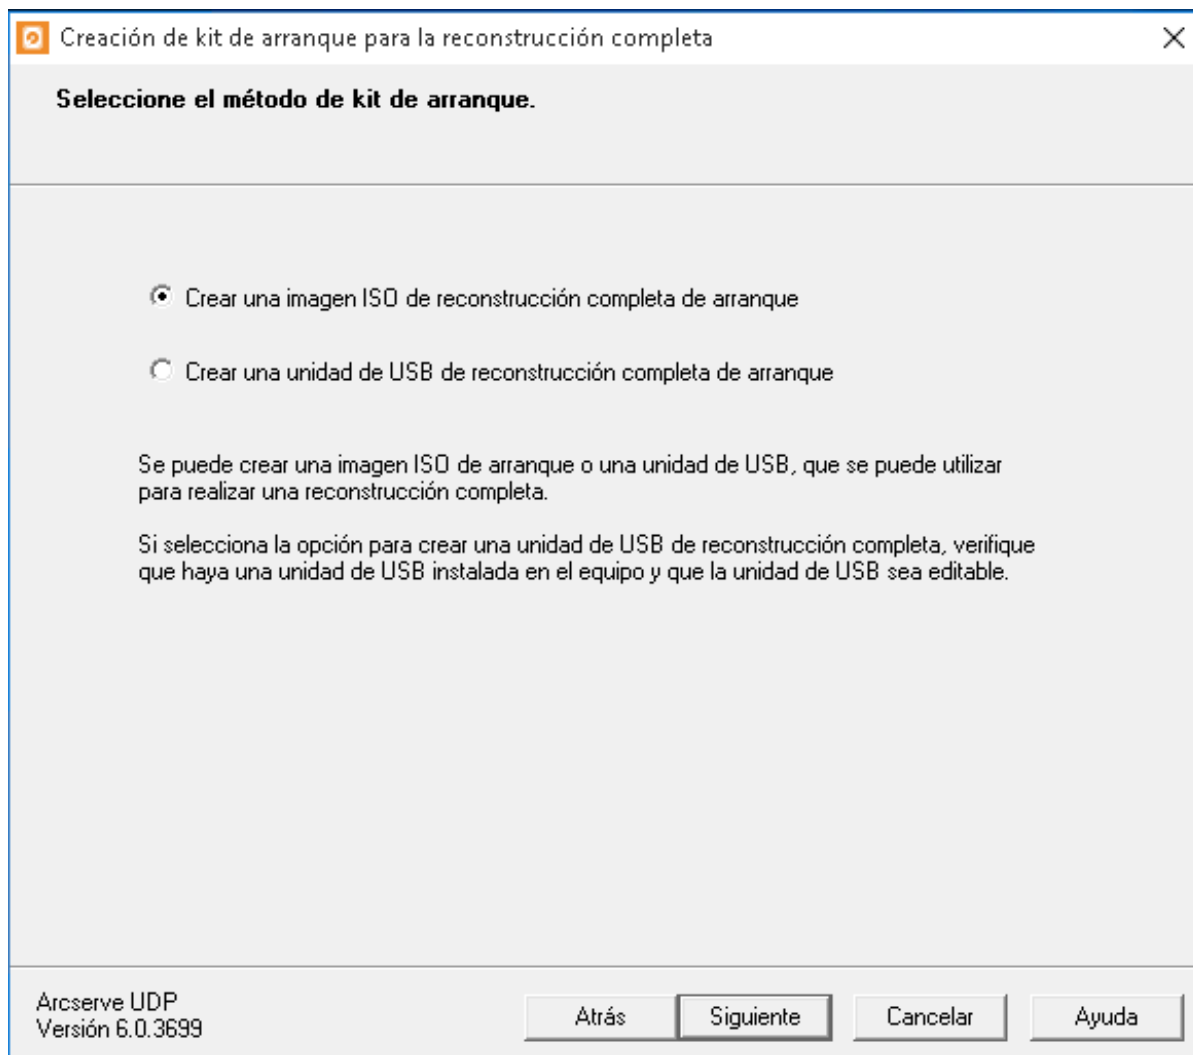 Creación de kit de arranque para la reconstrucción completa
Seleccione el método de kit de arranque.
Crear una imagen ISO de reconstrucción completa de arranque
Crear una unidad de USB de reconstrucción completa de arranque
Se puede crear una imagen ISO de arranque o una unidad de USB, que se puede utilizar
para realizar una reconstrucción completa.
Si selecciona la opción para crear una unidad de USB de reconstrucción completa, verifique
que haya una unidad de USB instalada en el equipo y que la unidad de USB sea editable.
Arcserve UDP
Versión 6.0.3699
Atrás Siguiente Cancelar Ayuda